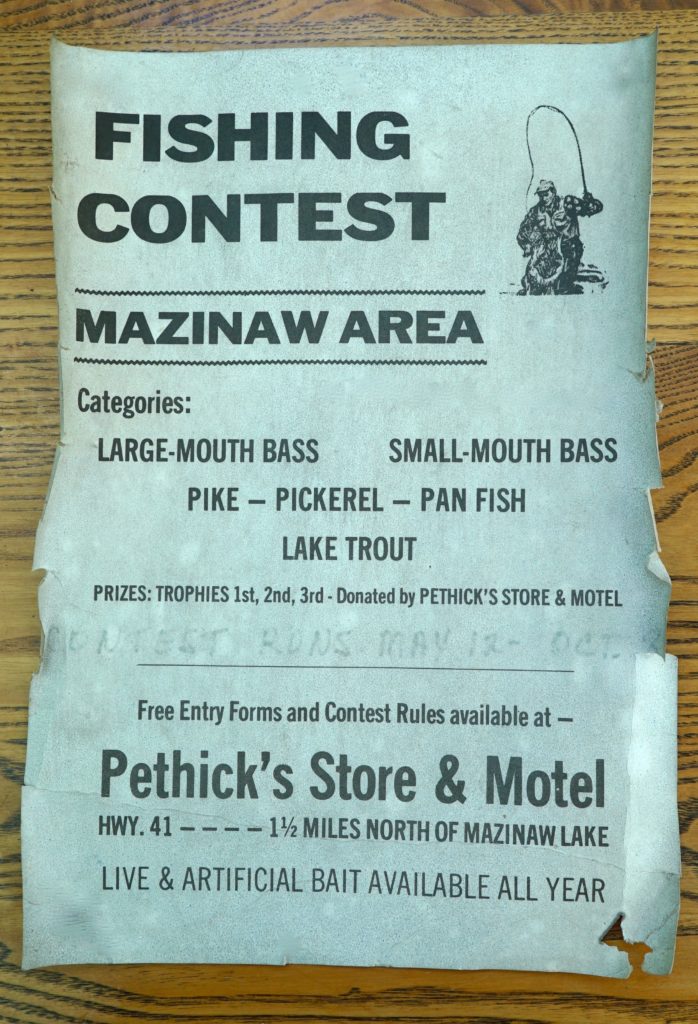 FISHING
CONTEST
MAZINAW AREA
Categories:
LARGE-MOUTH BASS SMALL-MOUTH BASS
PIKE – PICKEREL – PAN FISH
LAKE TROUT
PRIZES: TROPHIES 1st, 2nd, 3rd - Donated by PETHICK'S STORE & MOTEL
CONTEST RUNS MAY 12- OCT.
Free Entry Forms and Contest Rules available at –
Pethick's Store & Motel
HWY. 41 – – – – 1½ MILES NORTH OF MAZINAW LAKE
LIVE & ARTIFICIAL BAIT AVAILABLE ALL YEAR